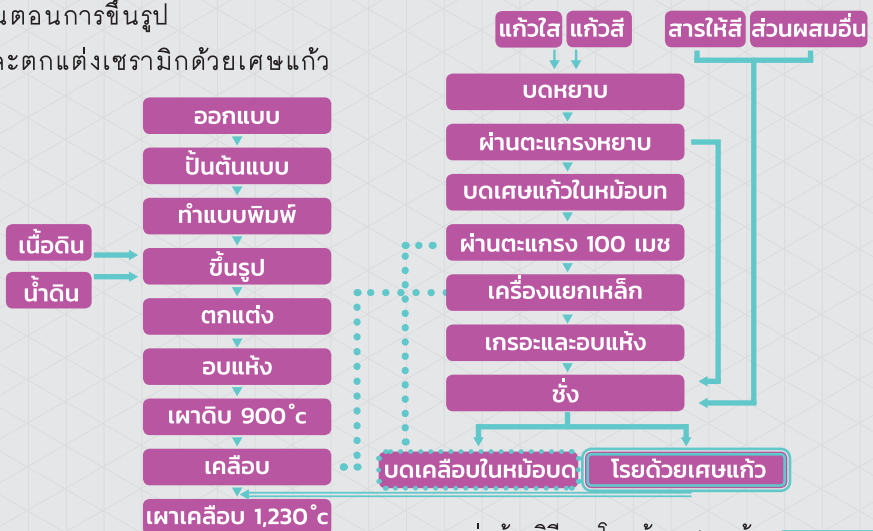 ตอนการขึ้นรูป
ตกแต่งเซรามิกด้วยเศษแก้ว
ออกแบบ
ปั้นต้นแบบ
ทำแบบพิมพ์
เนื้อดิน
น้ำดิน
ขึ้นรูป
ตกแต่ง
อบแห้ง
เผาดิบ 900°c
เคลือบ
เผาเคลือบ 1,230°c
แก้วใส
แก้วสี
สารให้สี
ส่วนผสมอื่น
บดหยาบ
ผ่านตะแกรงหยาบ
บดเศษแก้วในหม้อบท
ผ่านตะแกรง 100 เมช
เครื่องแยกเหล็ก
เกรอะและอบแห้ง
ชั่ง
บดเคลือบในหม้อบด
โรยด้วยเศษแก้ว